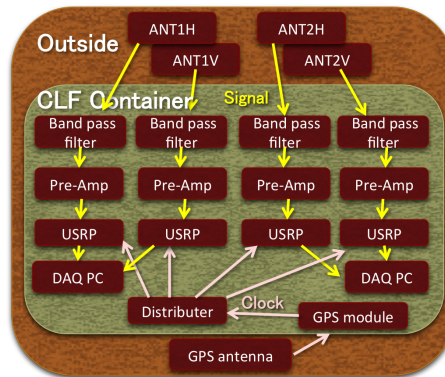 Outside
ANT1H
ANT2H
ANT1V
ANT2V
CLF Container
Signal
Band pass
filter
Band pass
filter
Band pass
filter
Band pass
filter
Pre-Amp
Pre-Amp
Pre-Amp
Pre-Amp
USRP
USRP
USRP
USRP
DAQ PC
DAQ PC
Distributer
Clock
GPS module
GPS antenna